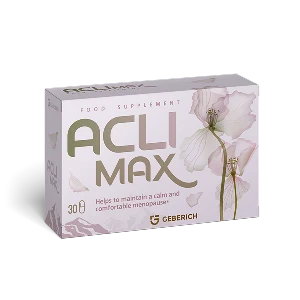 FOOD SUPPLEMENT
ACLI
MAX
Helps to maintain a calm and
comfortable menopause*
30
GEBERICH